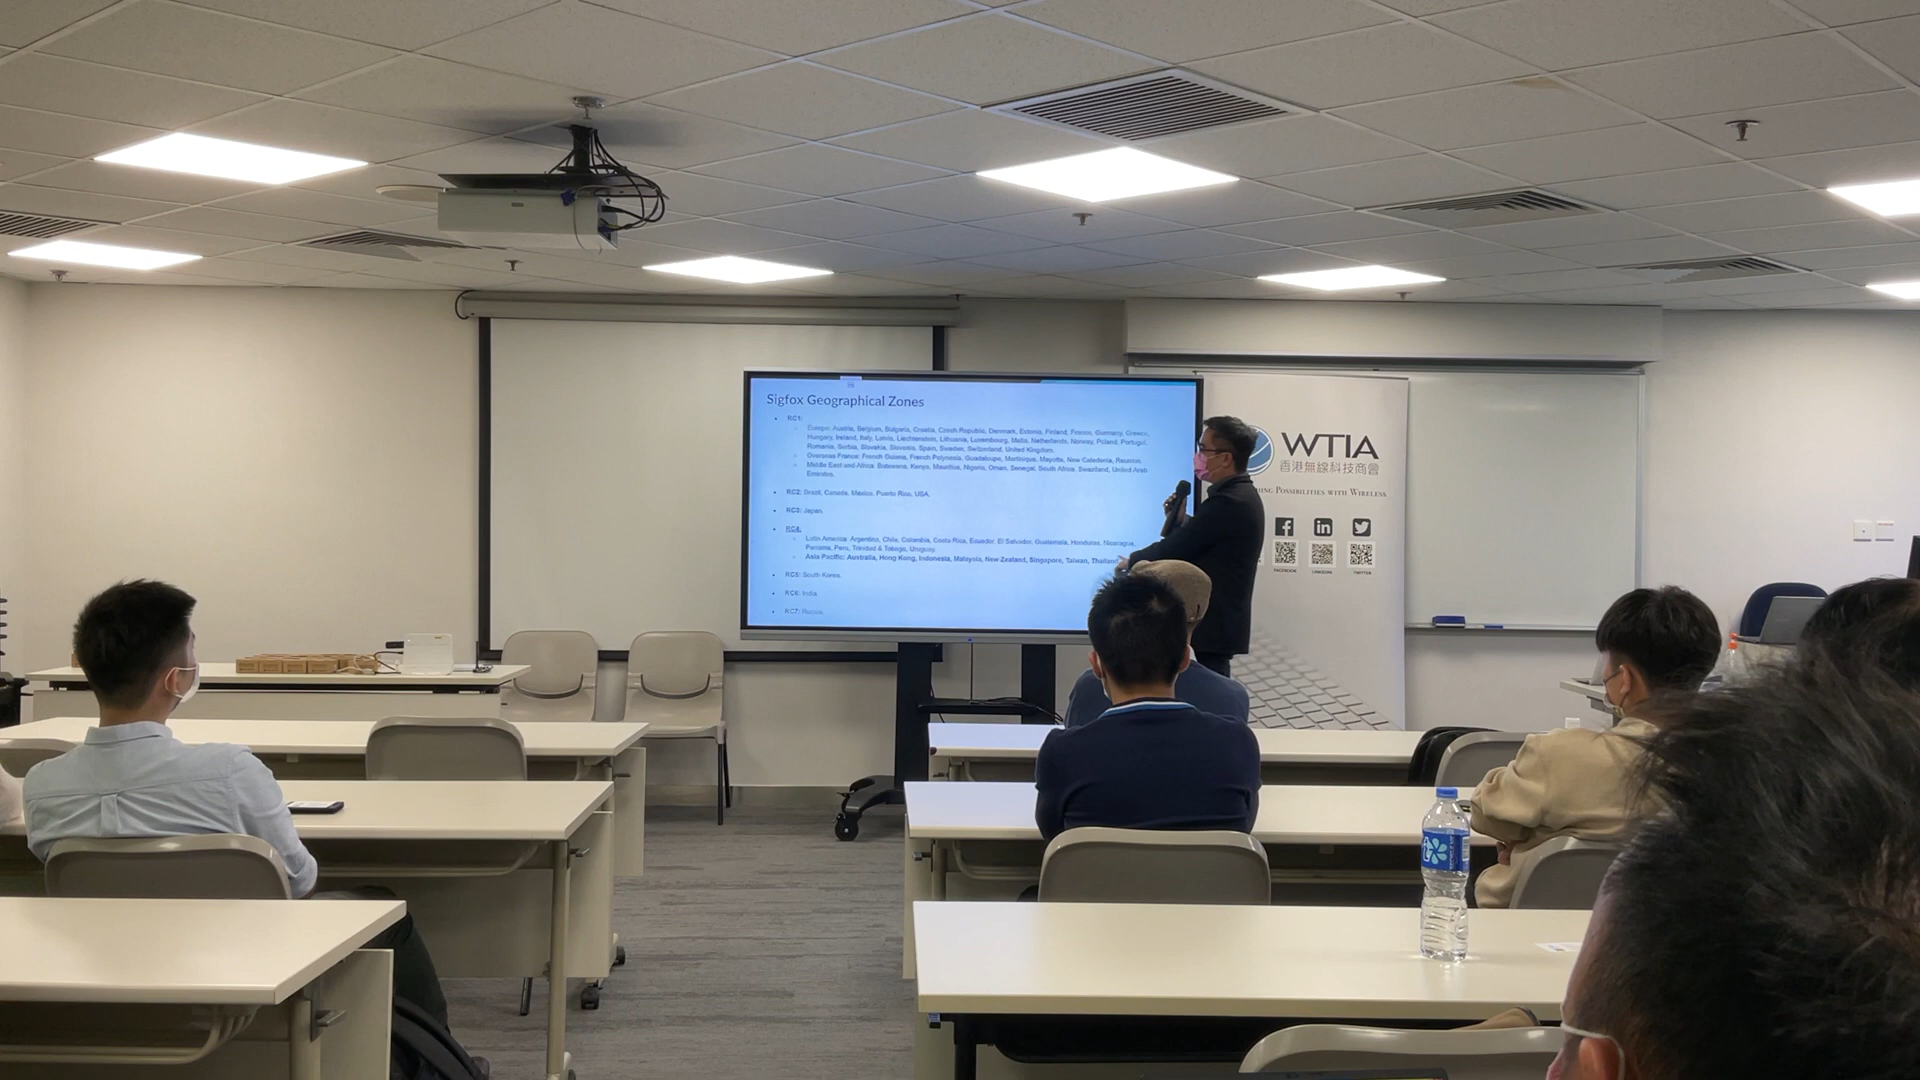 Sigfox Geographical Zones
RC1:
Europe: Austria, Belgium, Bulgaria, Croatia, Czech Republic, Denmark, Estonia, Finland, France, Germany, Greece,
Hungary, Ireland, Italy, Latvia, Liechtenstein, Lithuania, Luxembourg, Malta, Netherlands, Norway, Poland, Portugal,
Romania, Serbia, Slovakia, Slovenia, Spain, Sweden, Switzerland, United Kingdom.
Overseas France: French Guiana, French Polynesia, Guadeloupe, Martinique, Mayotte, New Caledonia, Reunion.
Middle East and Africa: Botswana, Kenya, Mauritius, Nigeria, Oman, Senegal, South Africa, Swaziland, United Arab
Emirates.
RC2: Brazil, Canada, Mexico, Puerto Rico, USA.
RC3: Japan.
RC4:
Latin America: Argentina, Chile, Colombia, Costa Rica, Ecuador, El Salvador, Guatemala, Honduras, Nicaragua,
Panama, Peru, Trinidad & Tobago, Uruguay.
Asia Pacific: Australia, Hong Kong, Indonesia, Malaysia, New Zealand, Singapore, Taiwan, Thailand
RC5: South Korea.
RC6: India.
RC7: Russia.
WTIA
香港無線科技商會
Possibilities with Wireless
FACEBOOK
LINKEDIN
TWITTER